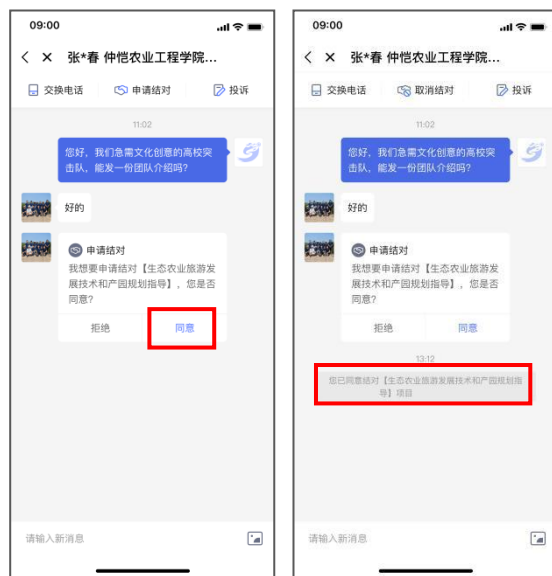 09:00
张*春 仲恺农业工程学院...
交换电话
申请结对
投诉
11:02
您好，我们急需文化创意的高校突
击队，能发一份团队介绍吗？
好的
申请结对
我想要申请结对【生态农业旅游发
展技术和产园规划指导】，您是否
同意？
拒绝
同意
请输入新消息
09:00
张*春 仲恺农业工程学院...
交换电话
取消结对
投诉
11:02
您好，我们急需文化创意的高校突
击队，能发一份团队介绍吗？
好的
申请结对
我想要申请结对【生态农业旅游发
展技术和产园规划指导】，您是否
同意？
拒绝
同意
13:12
您已同意结对【生态农业旅游发展技术和产园规划指
导】项目
请输入新消息